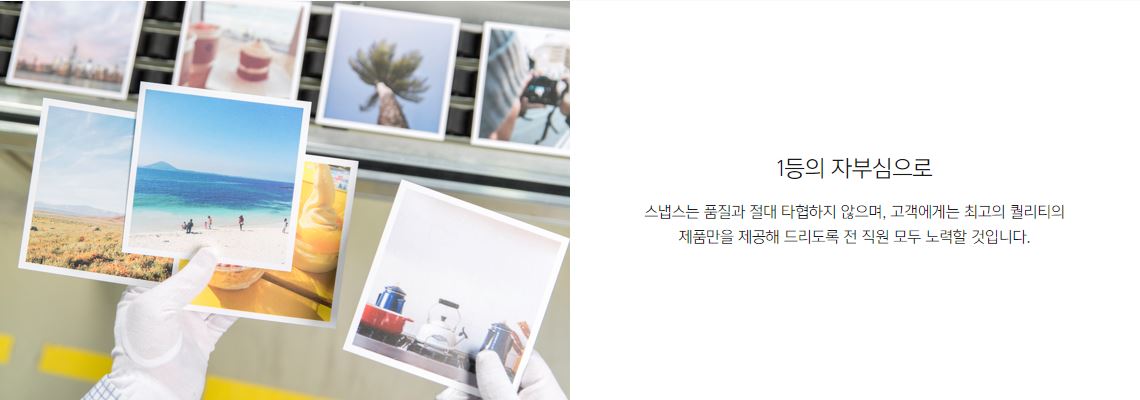 1등의 자부심으로
스냅스는 품질과 절대 타협하지 않으며, 고객에게는 최고의 퀄리티의
제품만을 제공해 드리도록 전 직원 모두 노력할 것입니다.